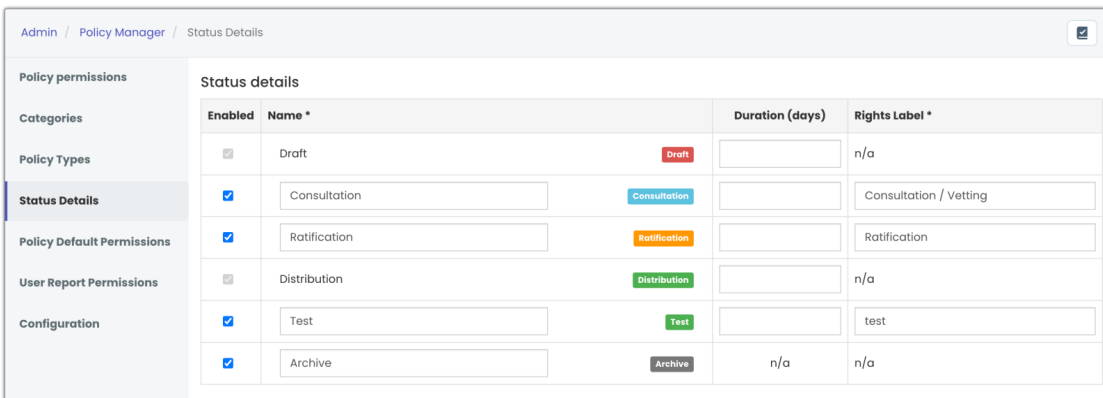 Admin / Policy Manager / Status Details
Policy permissions
Categories
Policy Types
Status Details
Policy Default Permissions
User Report Permissions
Configuration
Status details
Enabled Name * Duration (days) Rights Label *
Draft Draft n/a
Consultation Consultation Consultation / Vetting
Ratification Ratification Ratification
Distribution Distribution n/a
Test Test test
Archive Archive n/a n/a